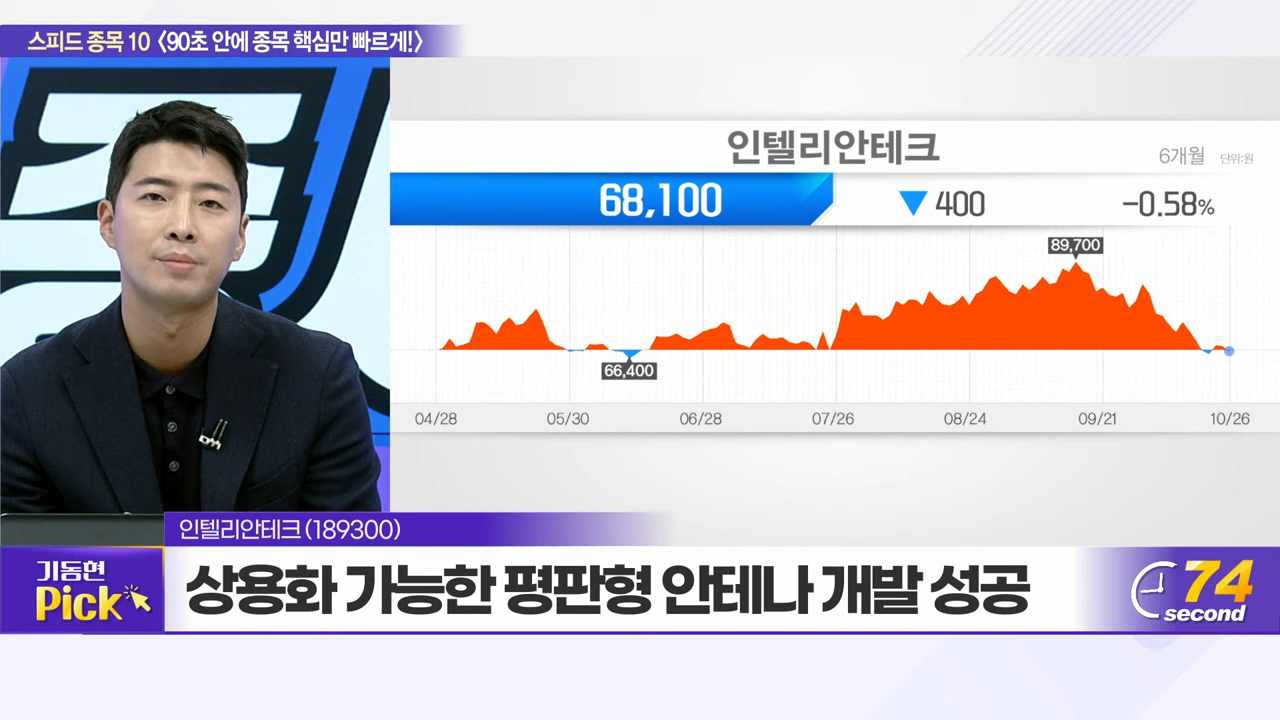 스피드 종목 10 〈90초 안에 종목 핵심만 빠르게!〉
인텔리안테크
6개월 단위:원
68,100 ▼ 400 -0.58%
89,700
66,400
04/28 05/30 06/28 07/26 08/24 09/21 10/26
인텔리안테크(189300)
기동현
Pick
상용화 가능한 평판형 안테나 개발 성공
74
second